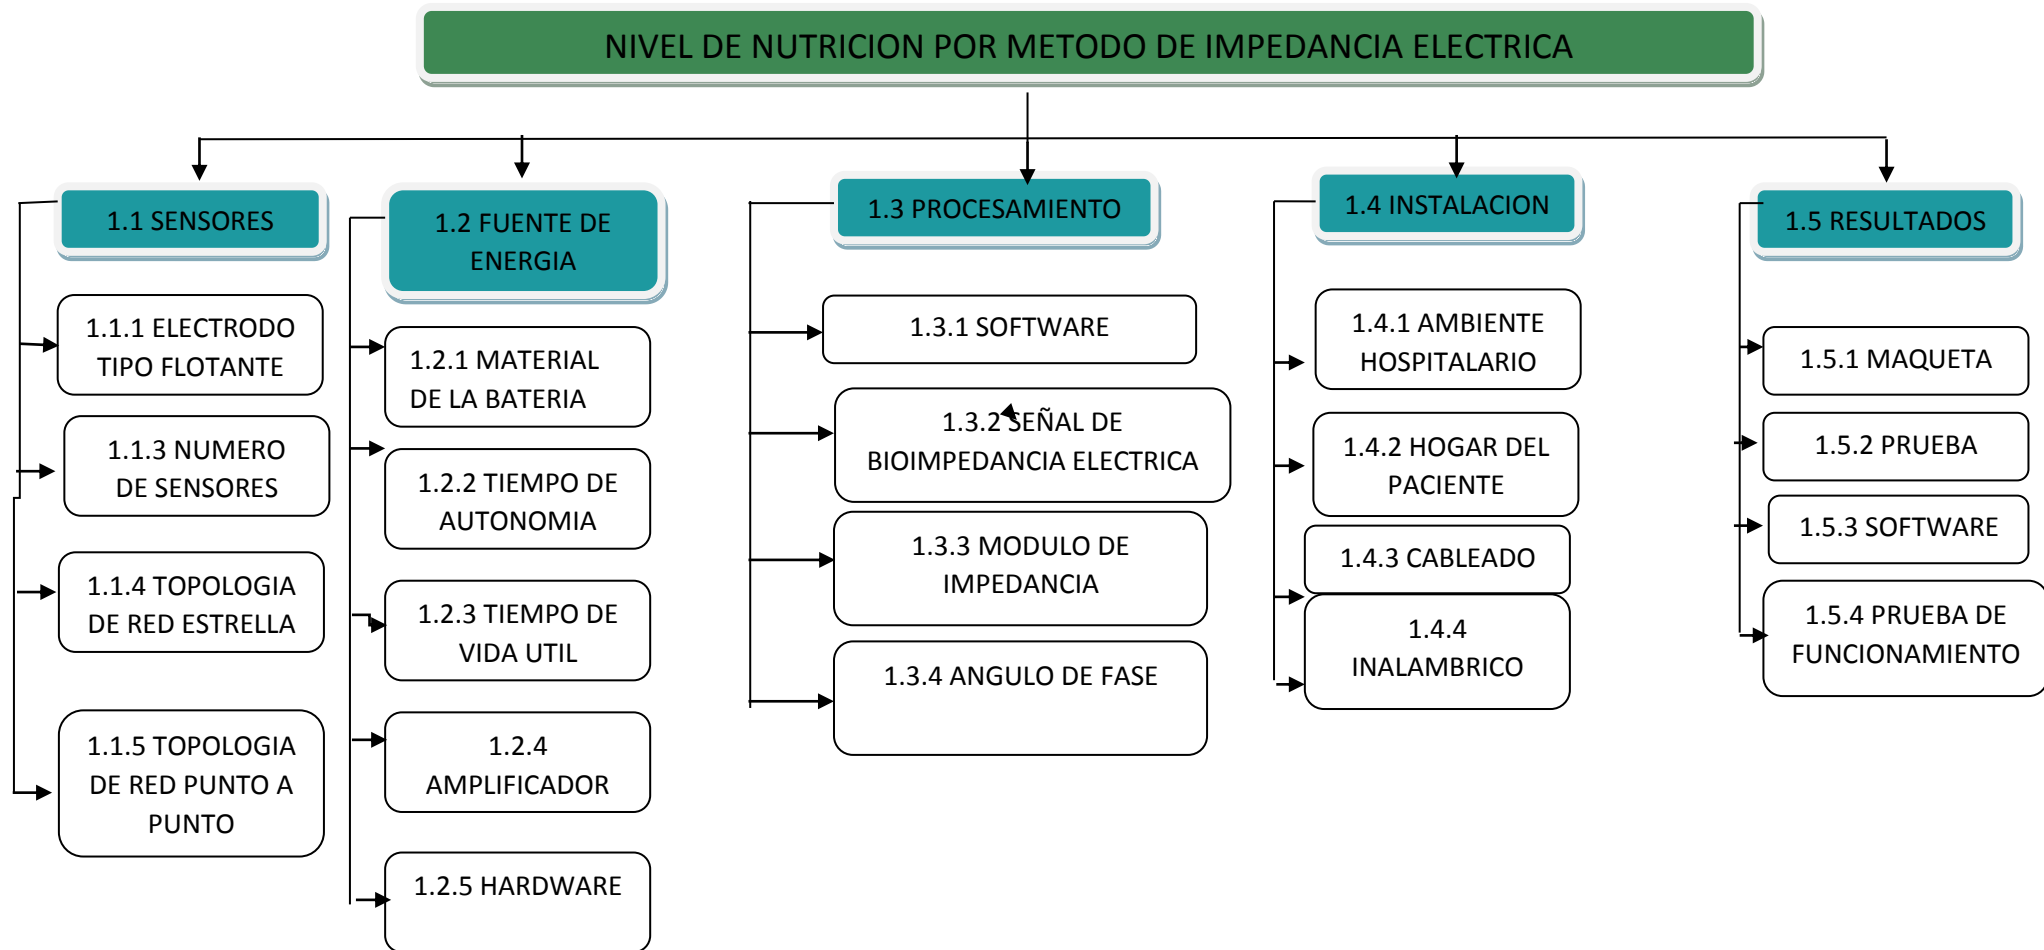 NIVEL DE NUTRICION POR METODO DE IMPEDANCIA ELECTRICA
1.1 SENSORES
1.1.1 ELECTRODO
TIPO FLOTANTE
1.1.3 NUMERO
DE SENSORES
1.1.4 TOPOLOGIA
DE RED ESTRELLA
1.1.5 TOPOLOGIA
DE RED PUNTO A
PUNTO
1.2 FUENTE DE
ENERGIA
1.2.1 MATERIAL
DE LA BATERIA
1.2.2 TIEMPO DE
AUTONOMIA
1.2.3 TIEMPO DE
VIDA UTIL
1.2.4
AMPLIFICADOR
1.2.5 HARDWARE
1.3 PROCESAMIENTO
1.3.1 SOFTWARE
1.3.2 SEÑAL DE
BIOIMPEDANCIA ELECTRICA
1.3.3 MODULO DE
IMPEDANCIA
1.3.4 ANGULO DE FASE
1.4 INSTALACION
1.4.1 AMBIENTE
HOSPITALARIO
1.4.2 HOGAR DEL
PACIENTE
1.4.3 CABLEADO
1.4.4
INALAMBRICO
1.5 RESULTADOS
1.5.1 MAQUETA
1.5.2 PRUEBA
1.5.3 SOFTWARE
1.5.4 PRUEBA DE
FUNCIONAMIENTO